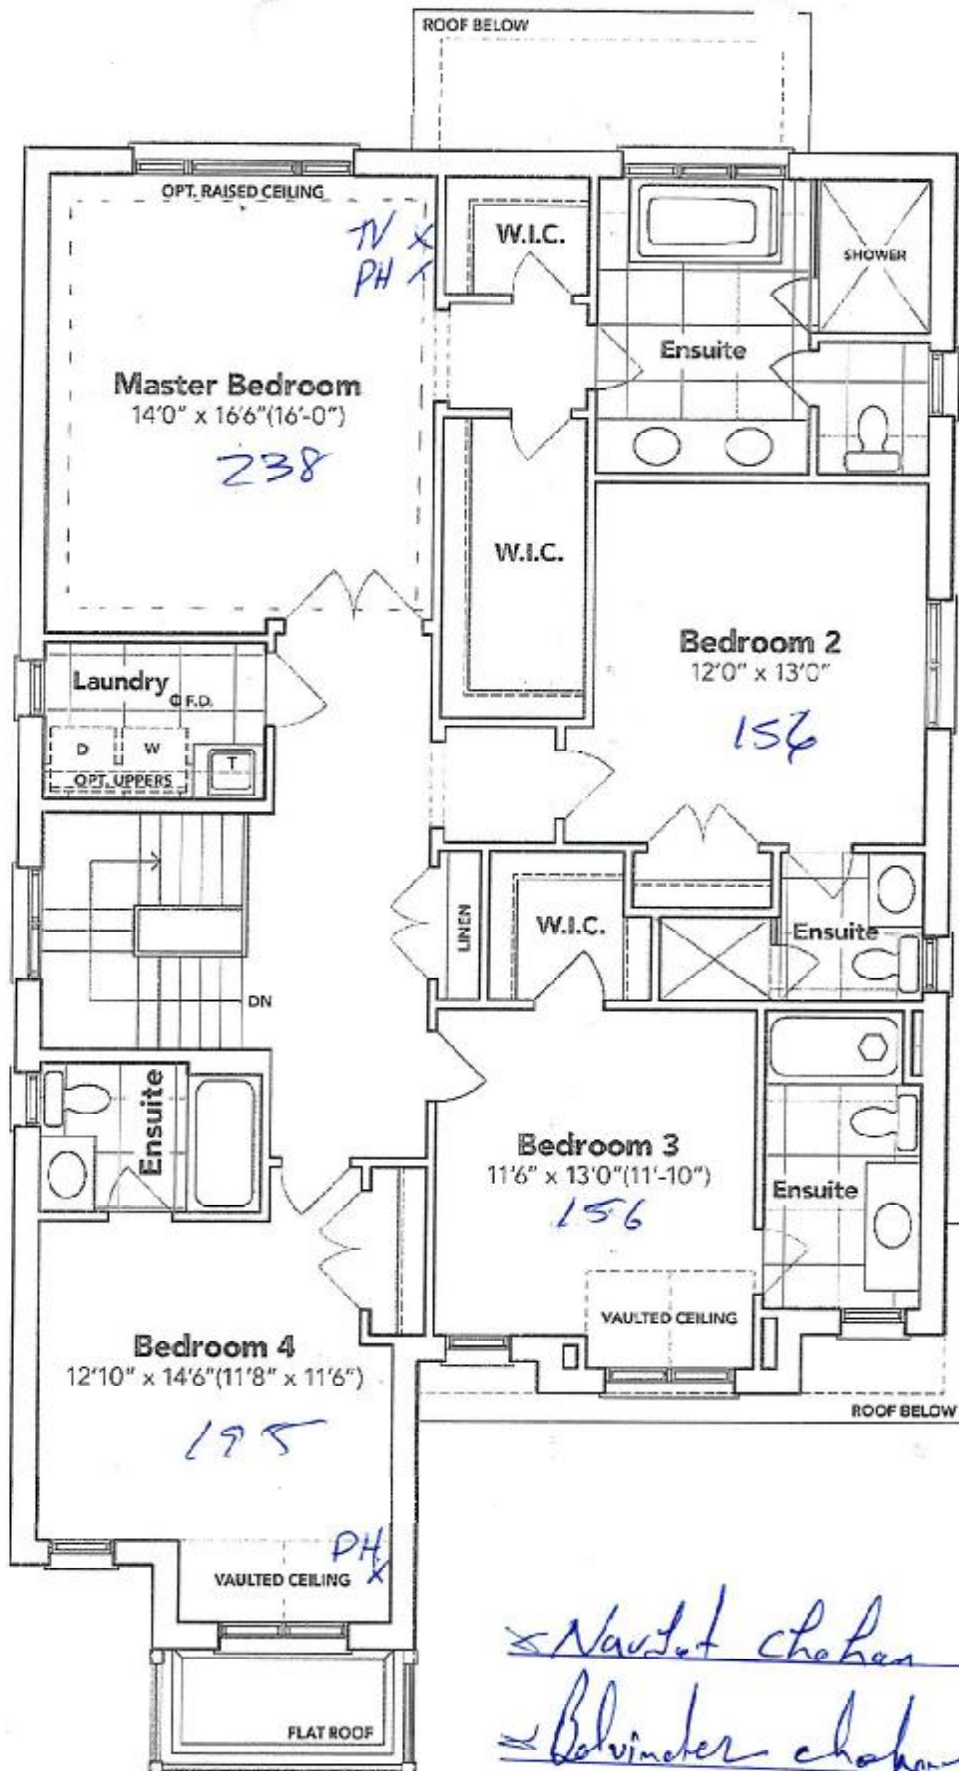 ROOF BELOW
OPT. RAISED CEILING
TV X
PH X
W.I.C.
SHOWER
Ensuite
Master Bedroom
14'0" x 16'6"(16'-0")
238
W.I.C.
Bedroom 2
12'0" x 13'0"
156
Laundry
F.D.
D W T
OPT. UPPERS
LINEN
W.I.C.
Ensuite
DN
Ensuite
Bedroom 3
11'6" x 13'0"(11'-10")
156
Ensuite
VAULTED CEILING
Bedroom 4
12'10" x 14'6"(11'8" x 11'6")
195
ROOF BELOW
PH
X
VAULTED CEILING
FLAT ROOF
x Chohan
x Balvinder chohan